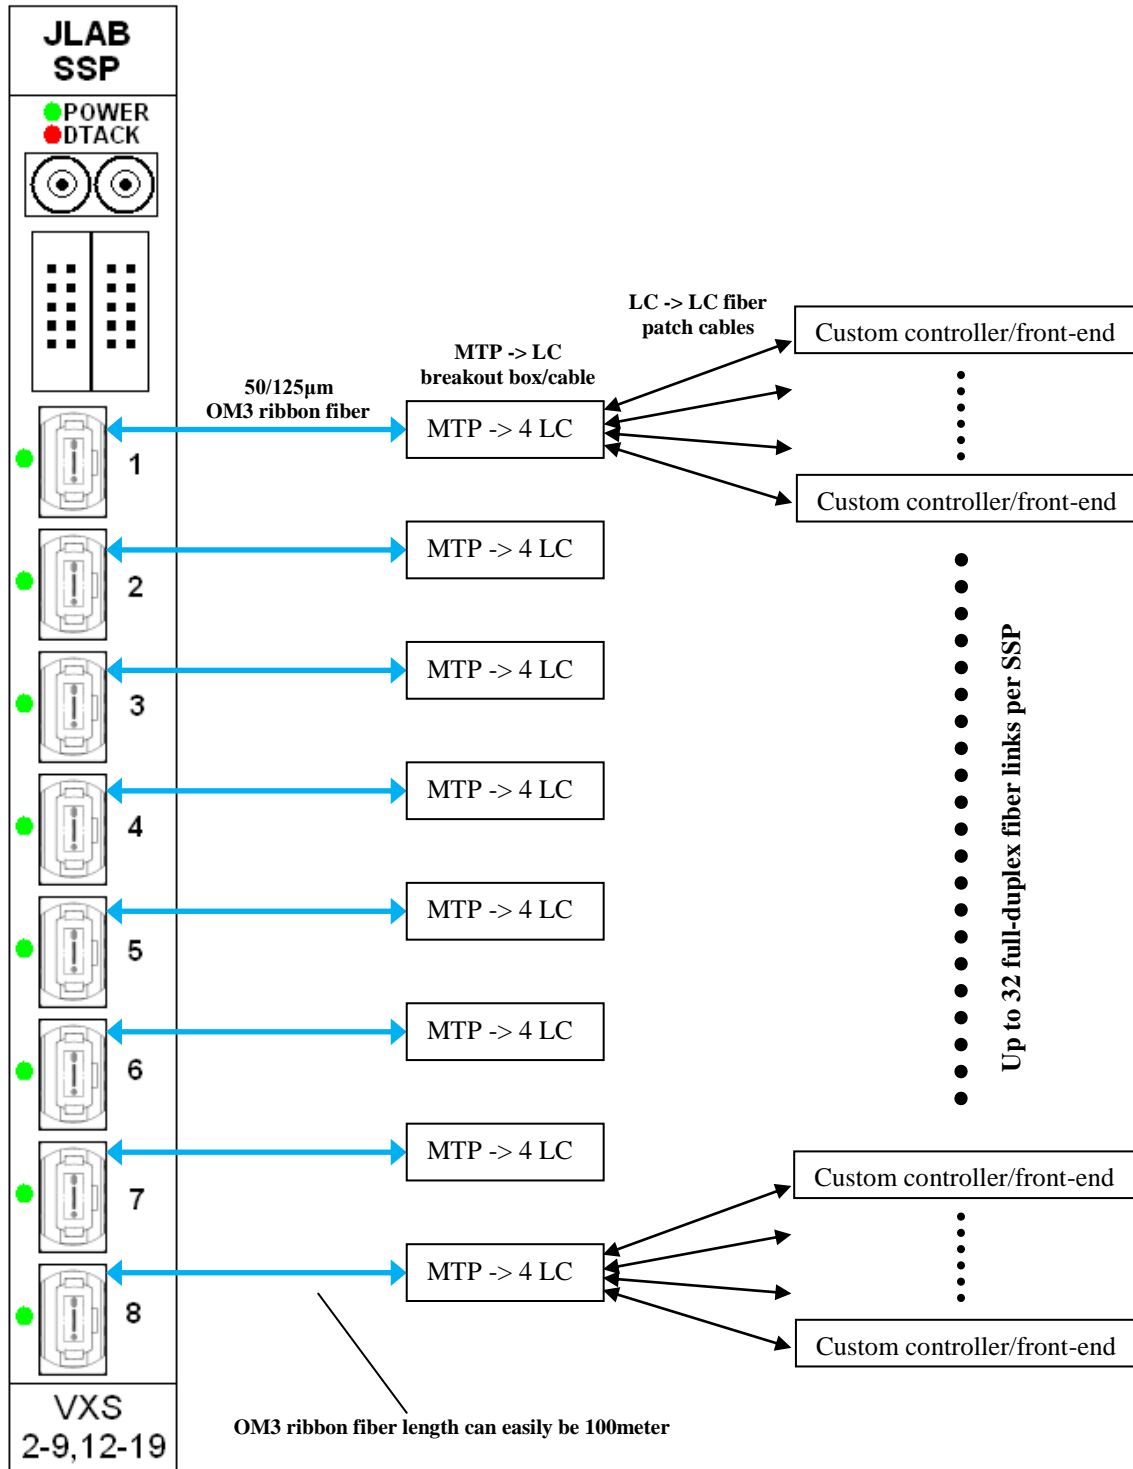 JLAB
SSP
POWER
DTACK
LC -> LC fiber
patch cables
Custom controller/front-end
MTP -> LC
breakout box/cable
50/125µm
OM3 ribbon fiber
MTP -> 4 LC
1
Custom controller/front-end
MTP -> 4 LC
2
MTP -> 4 LC
3
Up to 32 full-duplex fiber links per SSP
MTP -> 4 LC
4
MTP -> 4 LC
5
MTP -> 4 LC
6
MTP -> 4 LC
7
Custom controller/front-end
MTP -> 4 LC
8
Custom controller/front-end
VXS
2-9,12-19
OM3 ribbon fiber length can easily be 100meter